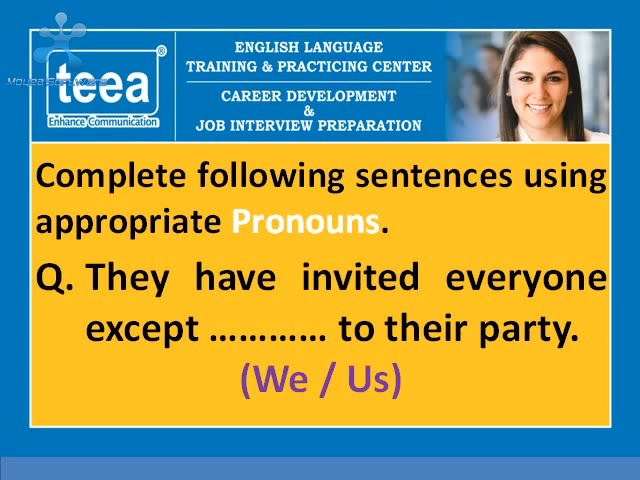 ENGLISH LANGUAGE
TRAINING & PRACTICING CENTER
CAREER DEVELOPMENT
&
JOB INTERVIEW PREPARATION
teea®
Enhance Communication
Complete following sentences using
appropriate Pronouns.
Q. They have invited everyone
except ………… to their party.
(We / Us)